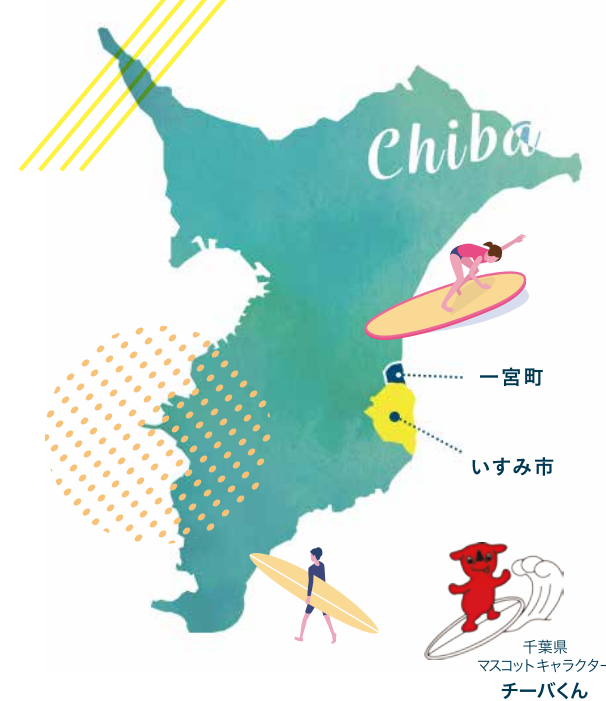 Chiba
一宮町
いすみ市
千葉県
マスコットキャラクター
チーバくん